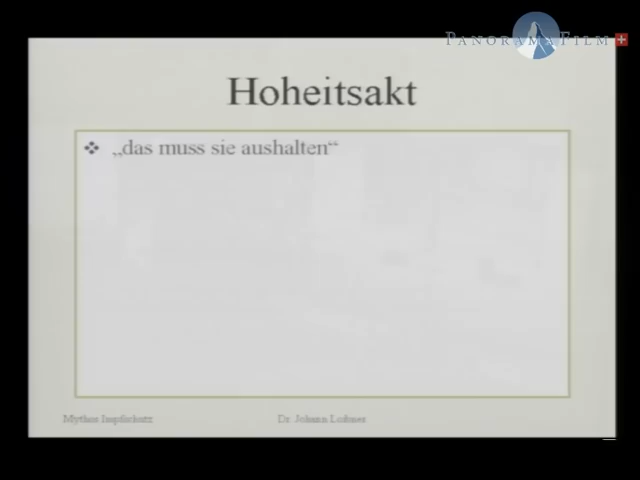 PANORAMA FILM
Hoheitsakt
„das muss sie aushalten“
Mythos Impfschutz
Dr. Johann Loibner